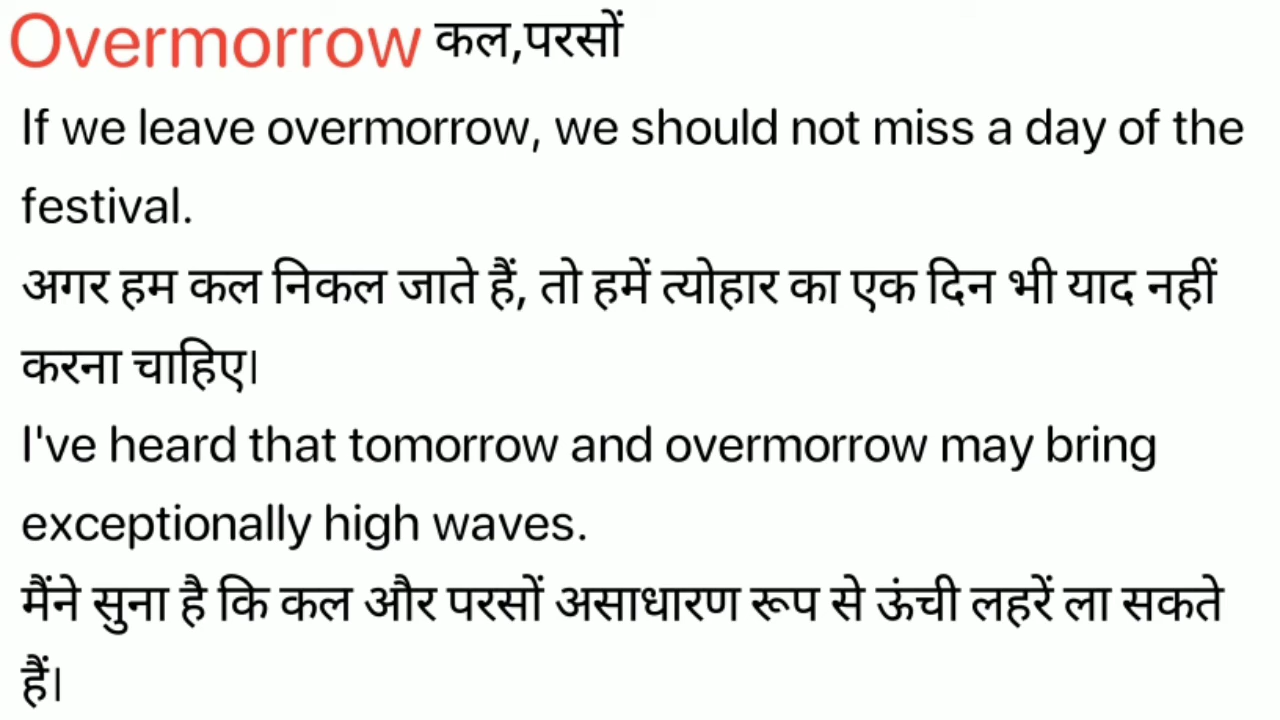 Overmorrow कल,परसों
If we leave overmorrow, we should not miss a day of the
festival.
अगर हम कल निकल जाते हैं, तो हमें त्योहार का एक दिन भी याद नहीं
करना चाहिए।
I've heard that tomorrow and overmorrow may bring
exceptionally high waves.
मैंने सुना है कि कल और परसों असाधारण रूप से ऊंची लहरें ला सकते
हैं।